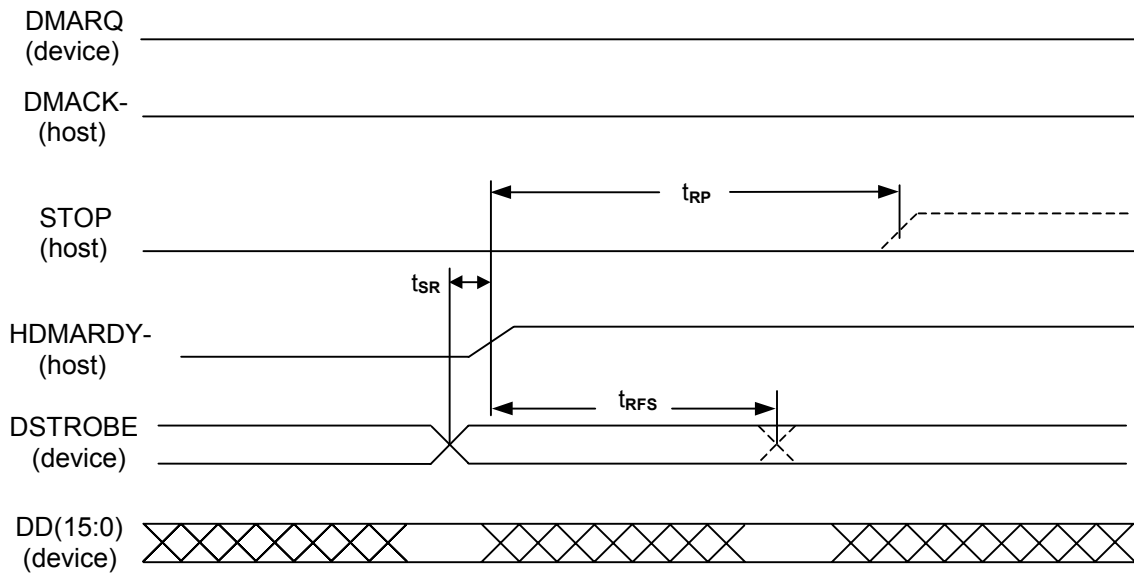 DMARQ
(device)
DMACK-
(host)
STOP
(host)
tRP
tSR
HDMARDY-
(host)
tRFS
DSTROBE
(device)
DD(15:0)
(device)